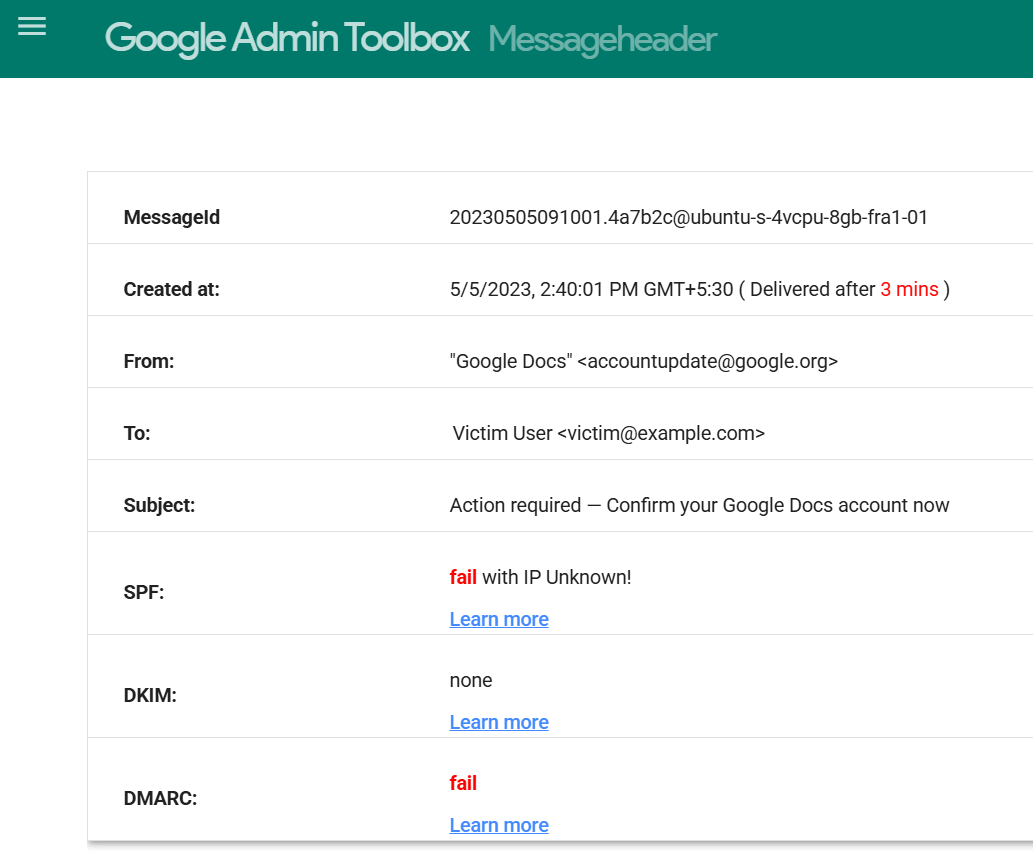 Google Admin Toolbox Messageheader
MessageId 20230505091001.4a7b2c@ubuntu-s-4vcpu-8gb-fra1-01
Created at: 5/5/2023, 2:40:01 PM GMT+5:30 ( Delivered after 3 mins )
From: "Google Docs" <accountupdate@google.org>
To: Victim User <victim@example.com>
Subject: Action required — Confirm your Google Docs account now
SPF: fail with IP Unknown!
Learn more
DKIM: none
Learn more
DMARC: fail
Learn more